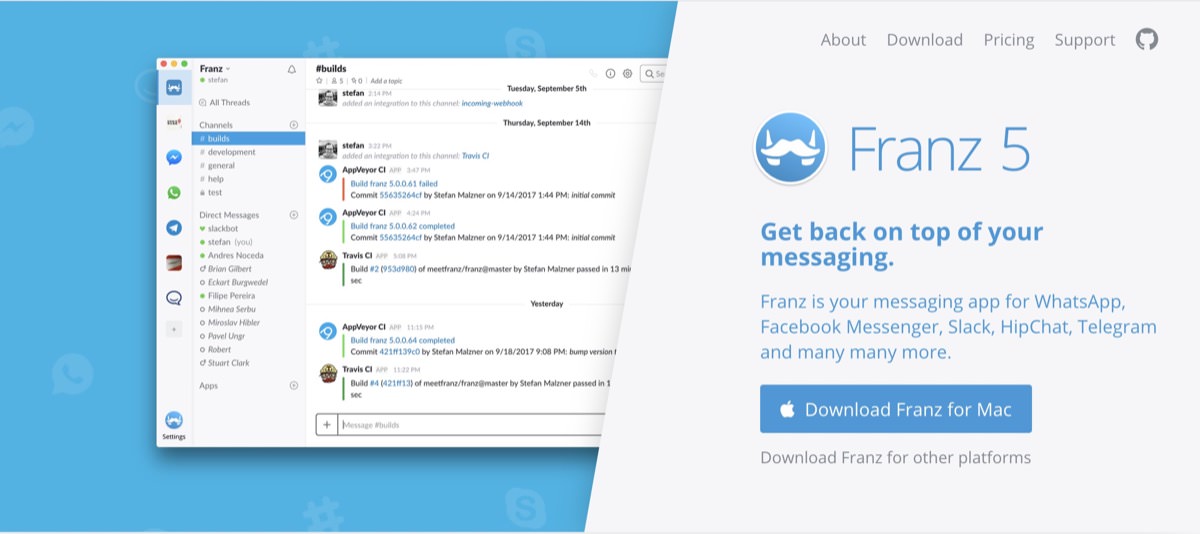 About Download Pricing Support
Franz 5
Get back on top of your
messaging.
Franz is your messaging app for WhatsApp,
Facebook Messenger, Slack, HipChat, Telegram
and many many more.
Download Franz for Mac
Download Franz for other platforms
Settings
Franz
stefan
All Threads
Channels
# builds
# development
# general
# help
test
Direct Messages
slackbot
stefan (you)
Andres Noceda
Brian Gilbert
Eckart Burgwedel
Filipe Pereira
Mihnea Serbu
Miroslav Hibler
Pavel Ungr
Robert
Stuart Clark
Apps
#builds
5 | 0 | Add a topic
Tuesday, September 5th
stefan 2:14 PM
added an integration to this channel: incoming-webhook
Thursday, September 14th
stefan 3:22 PM
added an integration to this channel: Travis CI
AppVeyor CI APP 3:47 PM
Build franz 5.0.0.61 failed
Commit 55635264cf by Stefan Malzner on 9/14/2017 1:44 PM: initial commit
AppVeyor CI APP 4:24 PM
Build franz 5.0.0.62 completed
Commit 55635264cf by Stefan Malzner on 9/14/2017 1:44 PM: initial commit
Travis CI APP 5:08 PM
Build #2 (953d980) of meetfranz/franz@master by Stefan Malzner passed in 13 mi
sec
Yesterday
AppVeyor CI APP 11:15 PM
Build franz 5.0.0.64 completed
Commit 421ff139c0 by Stefan Malzner on 9/18/2017 9:08 PM: bump version
Travis CI APP 11:22 PM
Build #4 (421ff13) of meetfranz/franz@master by Stefan Malzner passed in 1
sec
Message #builds